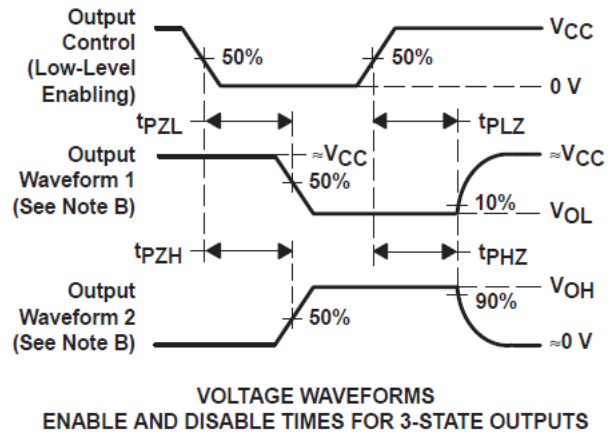 Output
Control
(Low-Level
Enabling)
50%
50%
VCC
0 V
tPZL
tPLZ
Output
Waveform 1
(See Note B)
≈VCC
50%
≈VCC
10%
VOL
tPZH
tPHZ
Output
Waveform 2
(See Note B)
50%
VOH
90%
≈0 V
VOLTAGE WAVEFORMS
ENABLE AND DISABLE TIMES FOR 3-STATE OUTPUTS